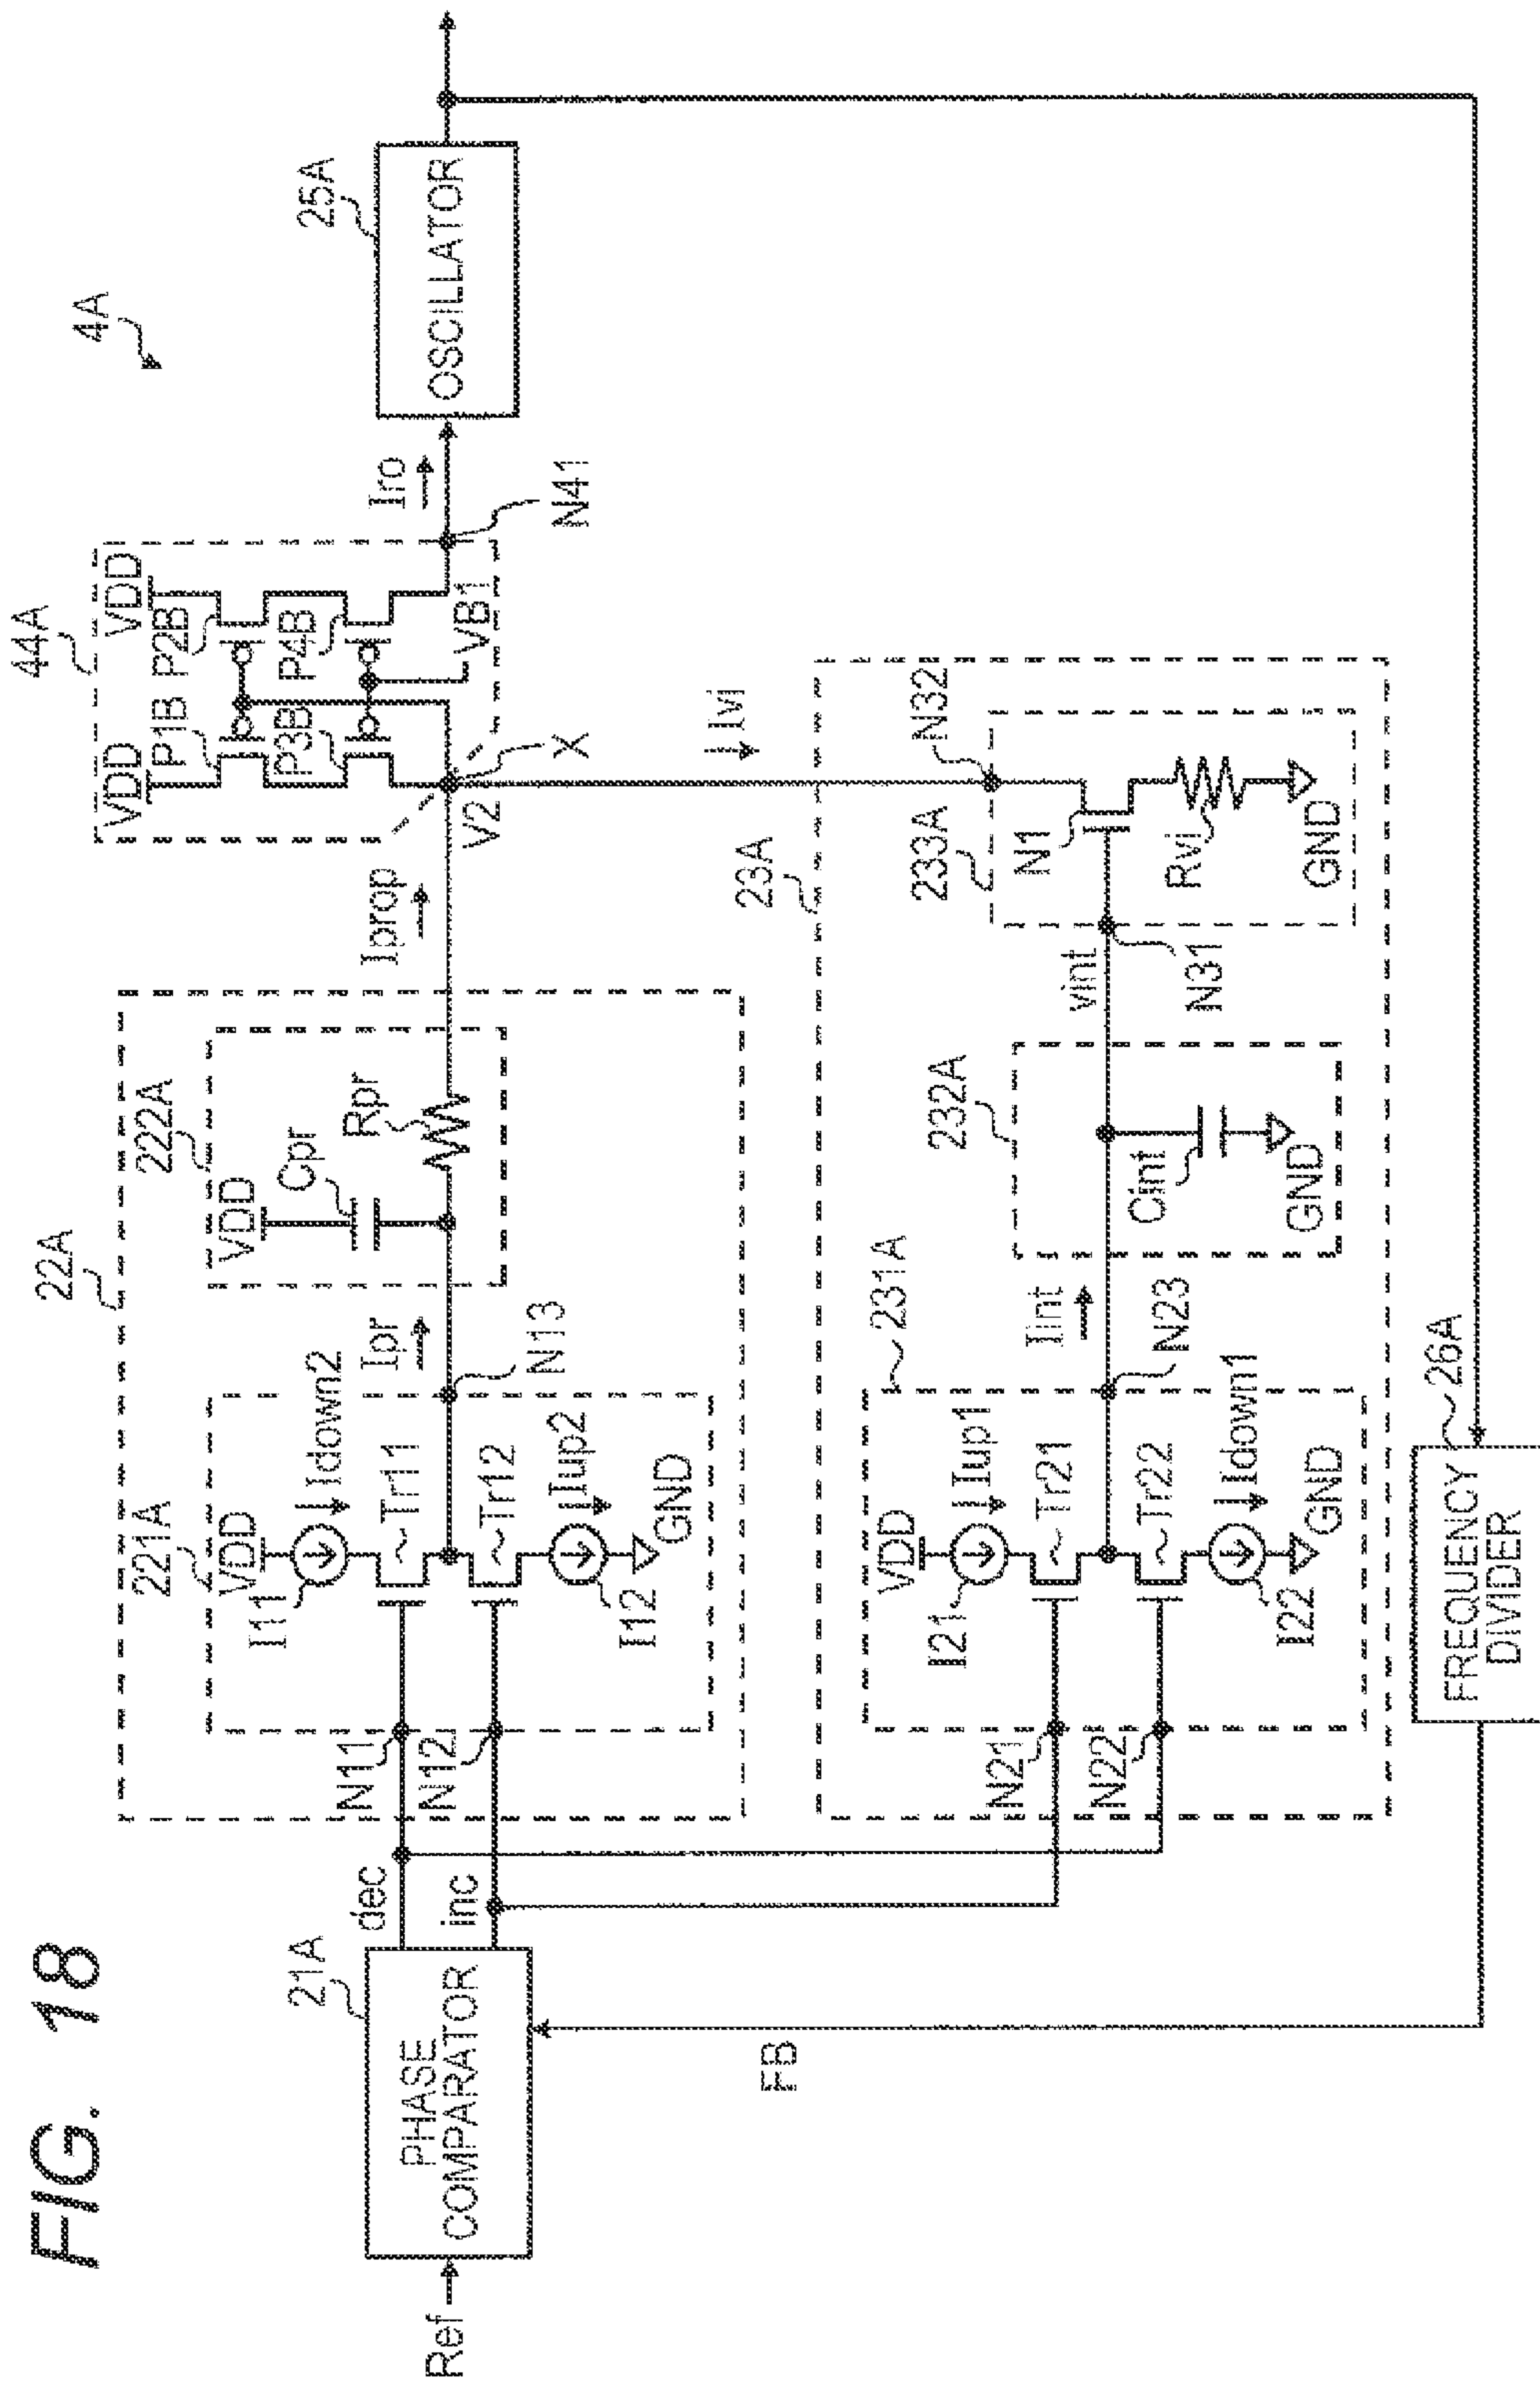 FIG. 18
4A
Ref
21A
PHASE
COMPARATOR
dec
inc
FB
22A
221A
N11
N12
VDD
I11
Idown2
Tr11
Tr12
I12
Iup2
GND
N13
Ipr
222A
VDD
Cpr
Rpr
Iprop
V2
X
44A
VDD
VDD
P1B
P2B
P3B
P4B
VB1
N41
Iro
25A
OSCILLATOR
Ivi
23A
231A
N21
N22
VDD
I21
Iup1
Tr21
Tr22
I22
Idown1
GND
N23
Iint
232A
Cint
GND
vint
N31
233A
N32
N1
Rvi
GND
26A
FREQUENCY
DIVIDER